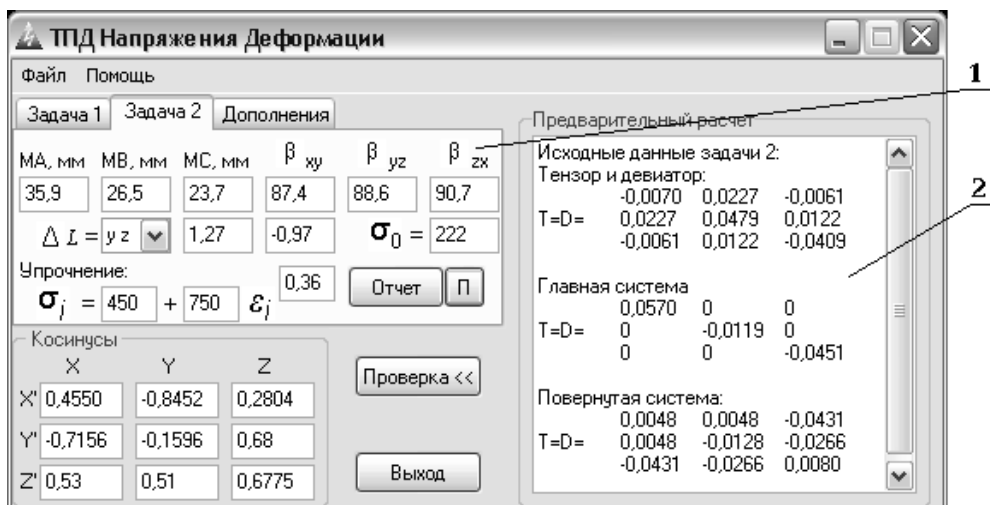 ТПД Напряжения Деформации
Файл Помощь
Задача 1 Задача 2 Дополнения
МА, мм МВ, мм МС, мм β xy β yz β zx
35,9 26,5 23,7 87,4 88,6 90,7
Δ L = y z 1,27 -0,97 σ0 = 222
Упрочнение:
σi = 450 + 750 εi 0,36 Отчет П
Косинусы
X Y Z
X' 0,4550 -0,8452 0,2804
Y' -0,7156 -0,1596 0,68
Z' 0,53 0,51 0,6775
Проверка <<
Выход
Предварительный расчет
Исходные данные задачи 2:
Тензор и девиатор:
-0,0070 0,0227 -0,0061
T=D= 0,0227 0,0479 0,0122
-0,0061 0,0122 -0,0409
Главная система
0,0570 0 0
T=D= 0 -0,0119 0
0 0 -0,0451
Повернутая система:
0,0048 0,0048 -0,0431
T=D= 0,0048 -0,0128 -0,0266
-0,0431 -0,0266 0,0080
1
2